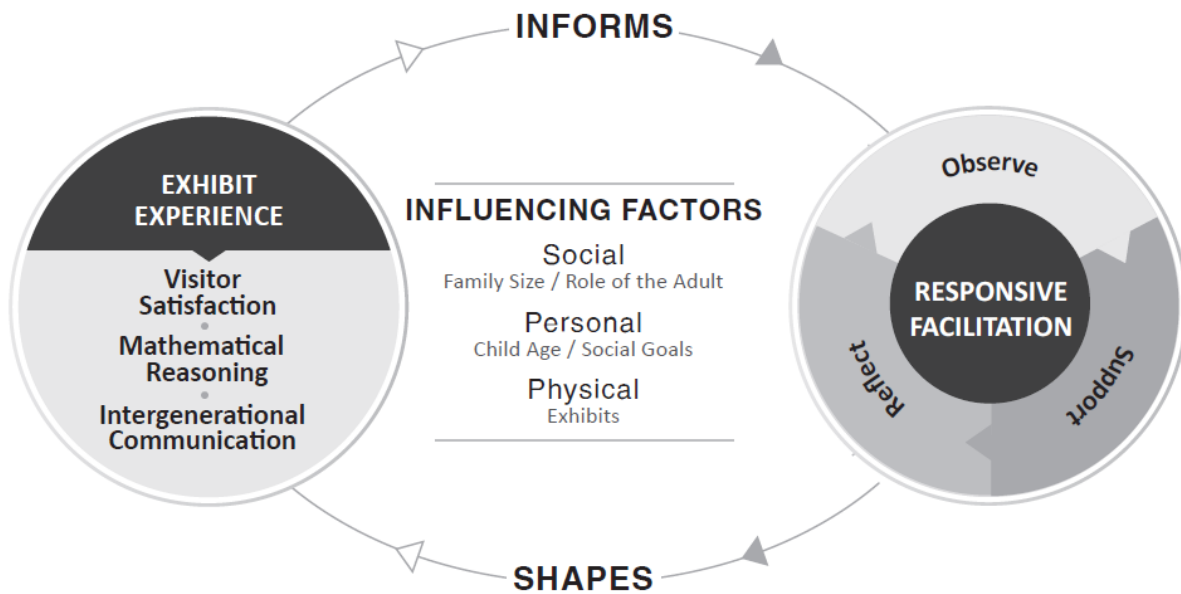 INFORMS
EXHIBIT
EXPERIENCE
Visitor
Satisfaction
Mathematical
Reasoning
Intergenerational
Communication
INFLUENCING FACTORS
Social
Family Size / Role of the Adult
Personal
Child Age / Social Goals
Physical
Exhibits
Observe
RESPONSIVE
FACILITATION
Support
Reflect
SHAPES